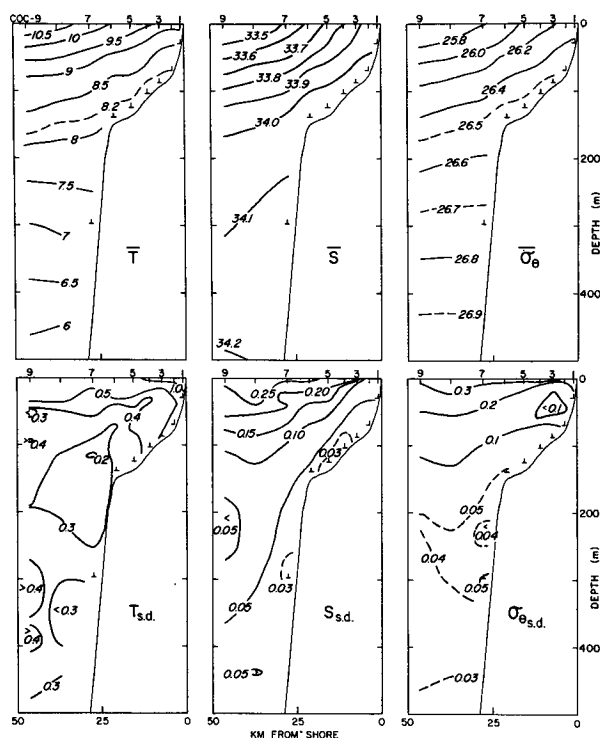 COC-9 7 5 3 1
9 7 5 3 1
9 7 5 3 1
10.5 10 9.5
9
8.5
8.2
8
7.5
7
6.5
6
T
33.5
33.6 33.7
33.8
33.9
34.0
34.1
34.2
S
25.8
26.0 26.2
26.4
26.5
26.6
26.7
26.8
26.9
σθ
0
200
400
DEPTH (m)
9 7 5 3 1
9 7 5 3 1
9 7 5 3 1
0.5
1.0
<0.3
0.4
>0.4
<0.2
0.3
>0.4
<0.3
>0.4
0.3
Ts.d.
0.25 0.20
0.15 0.10
0.03
<0.05
0.03
0.05
0.05
Ss.d.
0.3
0.2
<0.1
0.1
0.05
<0.04
0.04
0.05
0.03
σθs.d.
0
200
400
DEPTH (m)
50 25 0
50 25 0
50 25 0
KM FROM SHORE